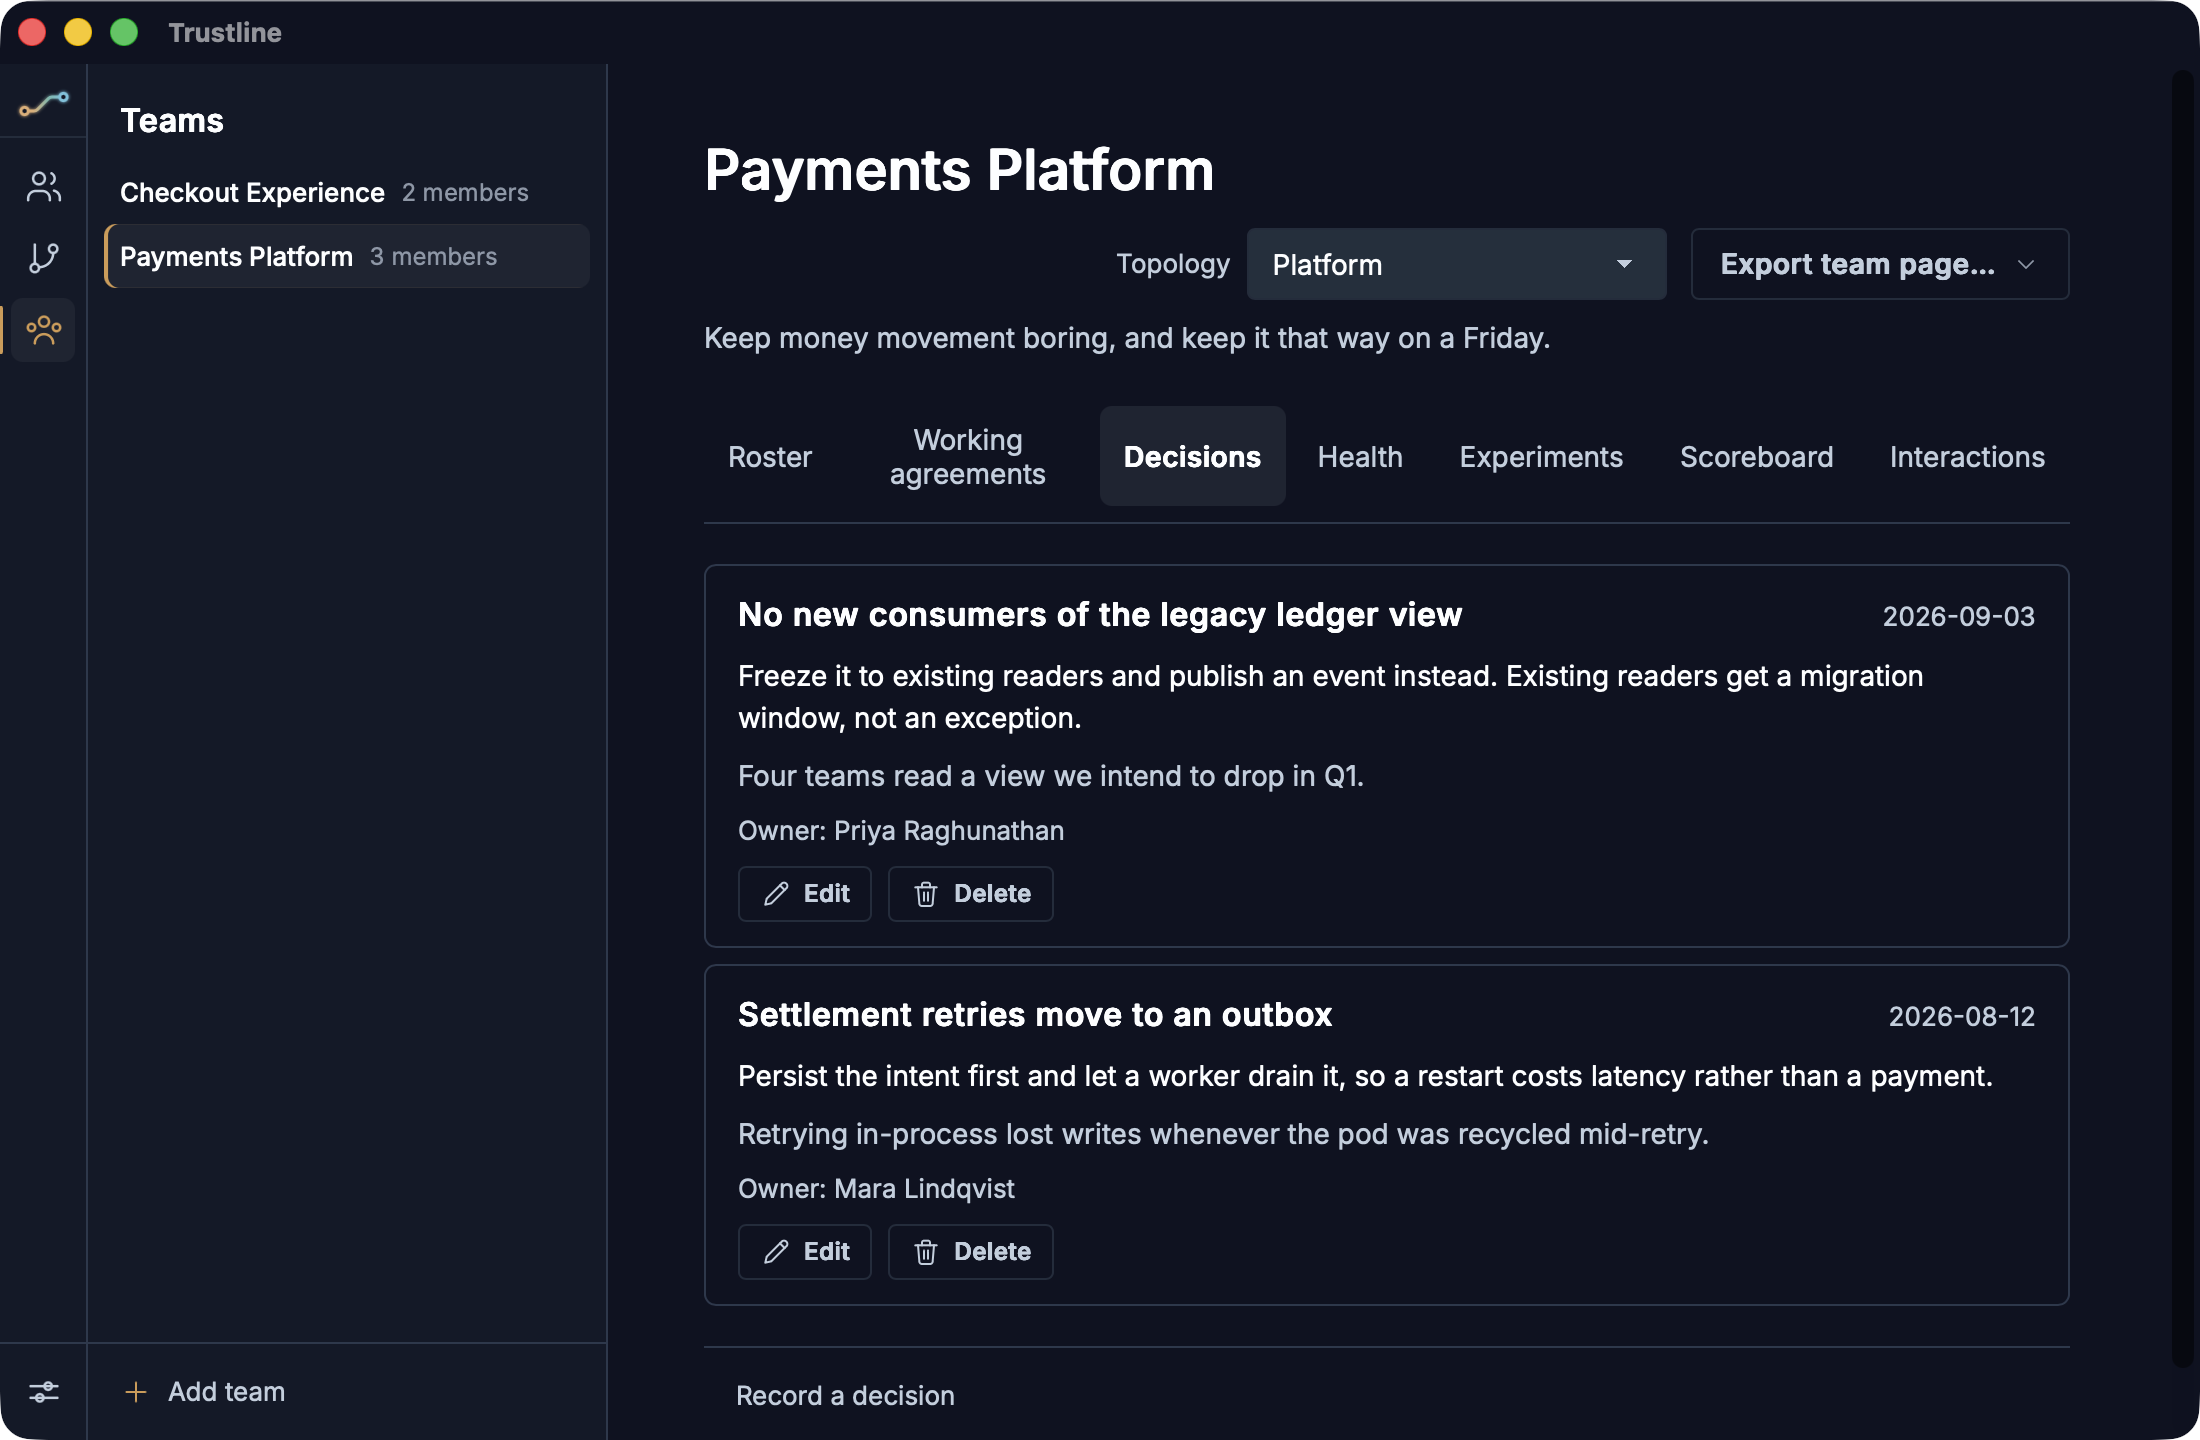 Trustline
Teams
Checkout Experience 2 members
Payments Platform 3 members
Add team
Payments Platform
Topology Platform Export team page...
Keep money movement boring, and keep it that way on a Friday.
Roster
Working
agreements
Decisions
Health
Experiments
Scoreboard
Interactions
No new consumers of the legacy ledger view 2026-09-03
Freeze it to existing readers and publish an event instead. Existing readers get a migration
window, not an exception.
Four teams read a view we intend to drop in Q1.
Owner: Priya Raghunathan
Edit Delete
Settlement retries move to an outbox 2026-08-12
Persist the intent first and let a worker drain it, so a restart costs latency rather than a payment.
Retrying in-process lost writes whenever the pod was recycled mid-retry.
Owner: Mara Lindqvist
Edit Delete
Record a decision